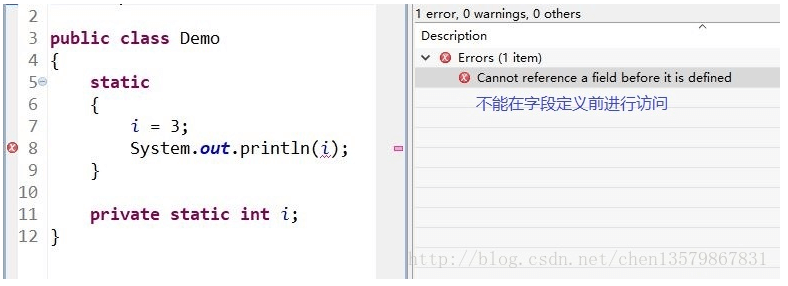 2
3 public class Demo
4 {
5 static
6 {
7 i = 3;
8 System.out.println(i);
9 }
10
11 private static int i;
12 }
1 error, 0 warnings, 0 others
Description
Errors (1 item)
Cannot reference a field before it is defined
不能在字段定义前进行访问
http://blog.csdn.net/chen13579867831